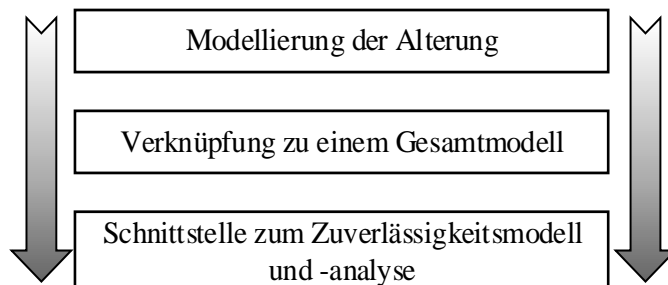 Modellierung der Alterung
Verknüpfung zu einem Gesamtmodell
Schnittstelle zum Zuverlässigkeitsmodell
und -analyse